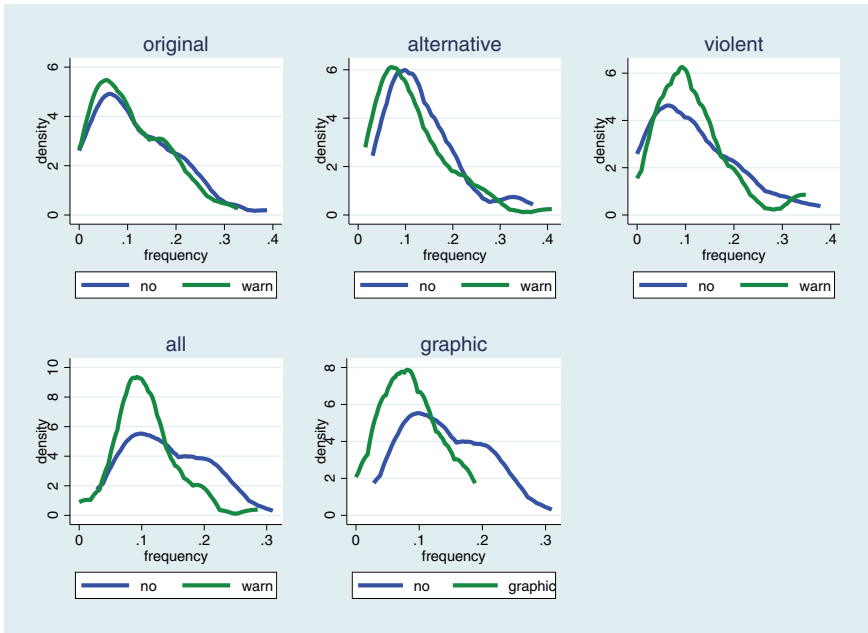 original
density
0 2 4 6
0 .1 .2 .3 .4
frequency
no warn
alternative
density
0 2 4 6
0 .1 .2 .3 .4
frequency
no warn
violent
density
0 2 4 6
0 .1 .2 .3 .4
frequency
no warn
all
density
0 2 4 6 8 10
0 .1 .2 .3
frequency
no warn
graphic
density
0 2 4 6 8
0 .1 .2 .3
frequency
no graphic